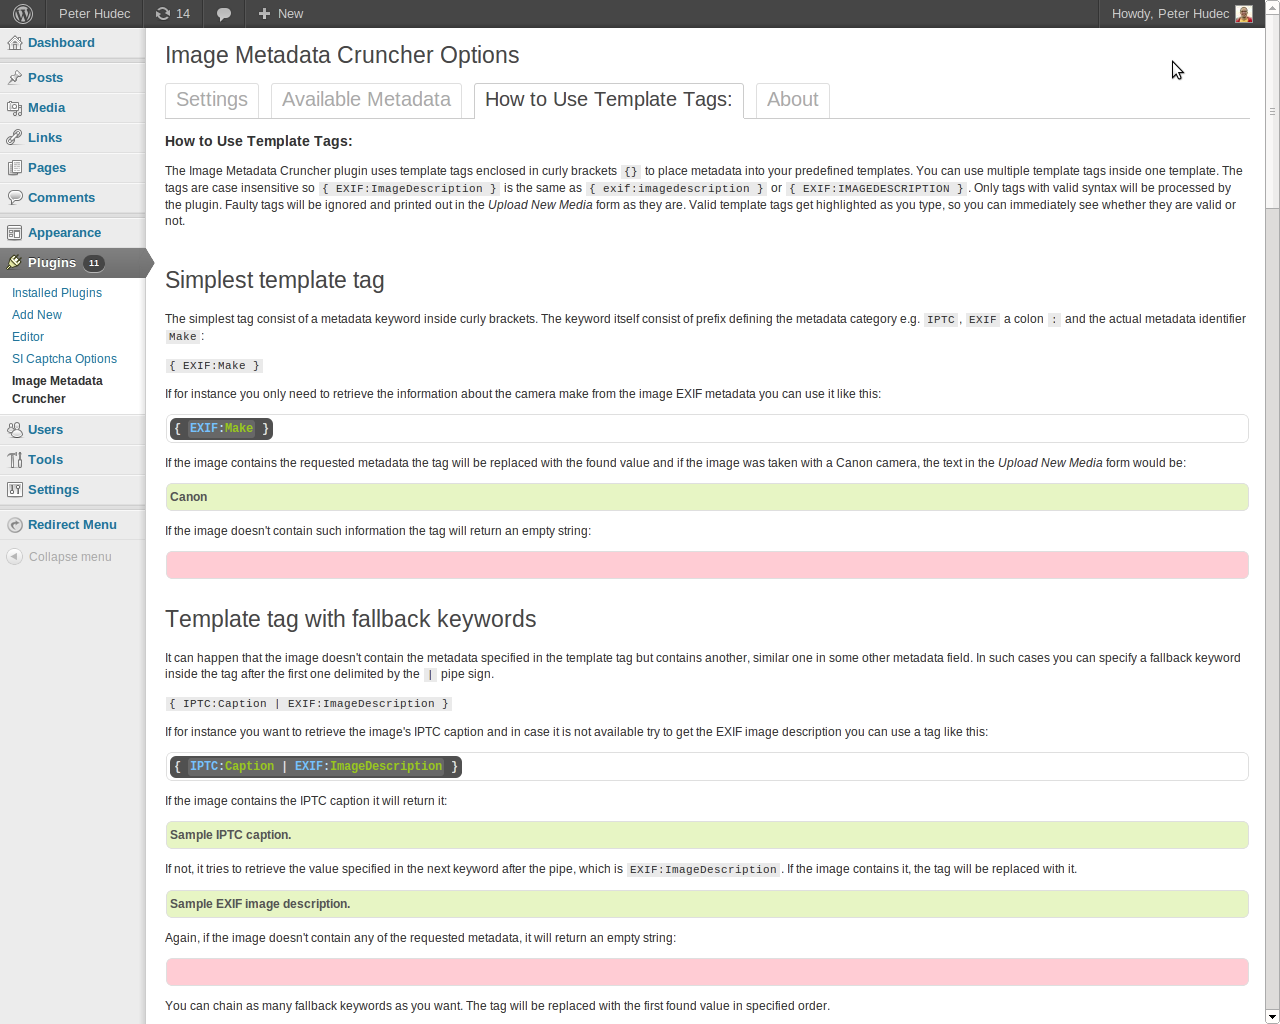 Peter Hudec 14 New Howdy, Peter Hudec
Dashboard
Posts
Media
Links
Pages
Comments
Appearance
Plugins 11
Installed Plugins
Add New
Editor
SI Captcha Options
Image Metadata
Cruncher
Users
Tools
Settings
Redirect Menu
Collapse menu
Image Metadata Cruncher Options
Settings Available Metadata How to Use Template Tags: About
How to Use Template Tags:
The Image Metadata Cruncher plugin uses template tags enclosed in curly brackets {} to place metadata into your predefined templates. You can use multiple template tags inside one template. The
tags are case insensitive so { EXIF:ImageDescription } is the same as { exif:imagedescription } or { EXIF:IMAGEDESCRIPTION }. Only tags with valid syntax will be processed by
the plugin. Faulty tags will be ignored and printed out in the Upload New Media form as they are. Valid template tags get highlighted as you type, so you can immediately see whether they are valid or
not.
Simplest template tag
The simplest tag consist of a metadata keyword inside curly brackets. The keyword itself consist of prefix defining the metadata category e.g. IPTC, EXIF a colon : and the actual metadata identifier
Make:
{ EXIF:Make }
If for instance you only need to retrieve the information about the camera make from the image EXIF metadata you can use it like this:
{ EXIF:Make }
If the image contains the requested metadata the tag will be replaced with the found value and if the image was taken with a Canon camera, the text in the Upload New Media form would be:
Canon
If the image doesn't contain such information the tag will return an empty string:
Template tag with fallback keywords
It can happen that the image doesn't contain the metadata specified in the template tag but contains another, similar one in some other metadata field. In such cases you can specify a fallback keyword
inside the tag after the first one delimited by the | pipe sign.
{ IPTC:Caption | EXIF:ImageDescription }
If for instance you want to retrieve the image's IPTC caption and in case it is not available try to get the EXIF image description you can use a tag like this:
{ IPTC:Caption | EXIF:ImageDescription }
If the image contains the IPTC caption it will return it:
Sample IPTC caption.
If not, it tries to retrieve the value specified in the next keyword after the pipe, which is EXIF:ImageDescription. If the image contains it, the tag will be replaced with it.
Sample EXIF image description.
Again, if the image doesn't contain any of the requested metadata, it will return an empty string:
You can chain as many fallback keywords as you want. The tag will be replaced with the first found value in specified order.